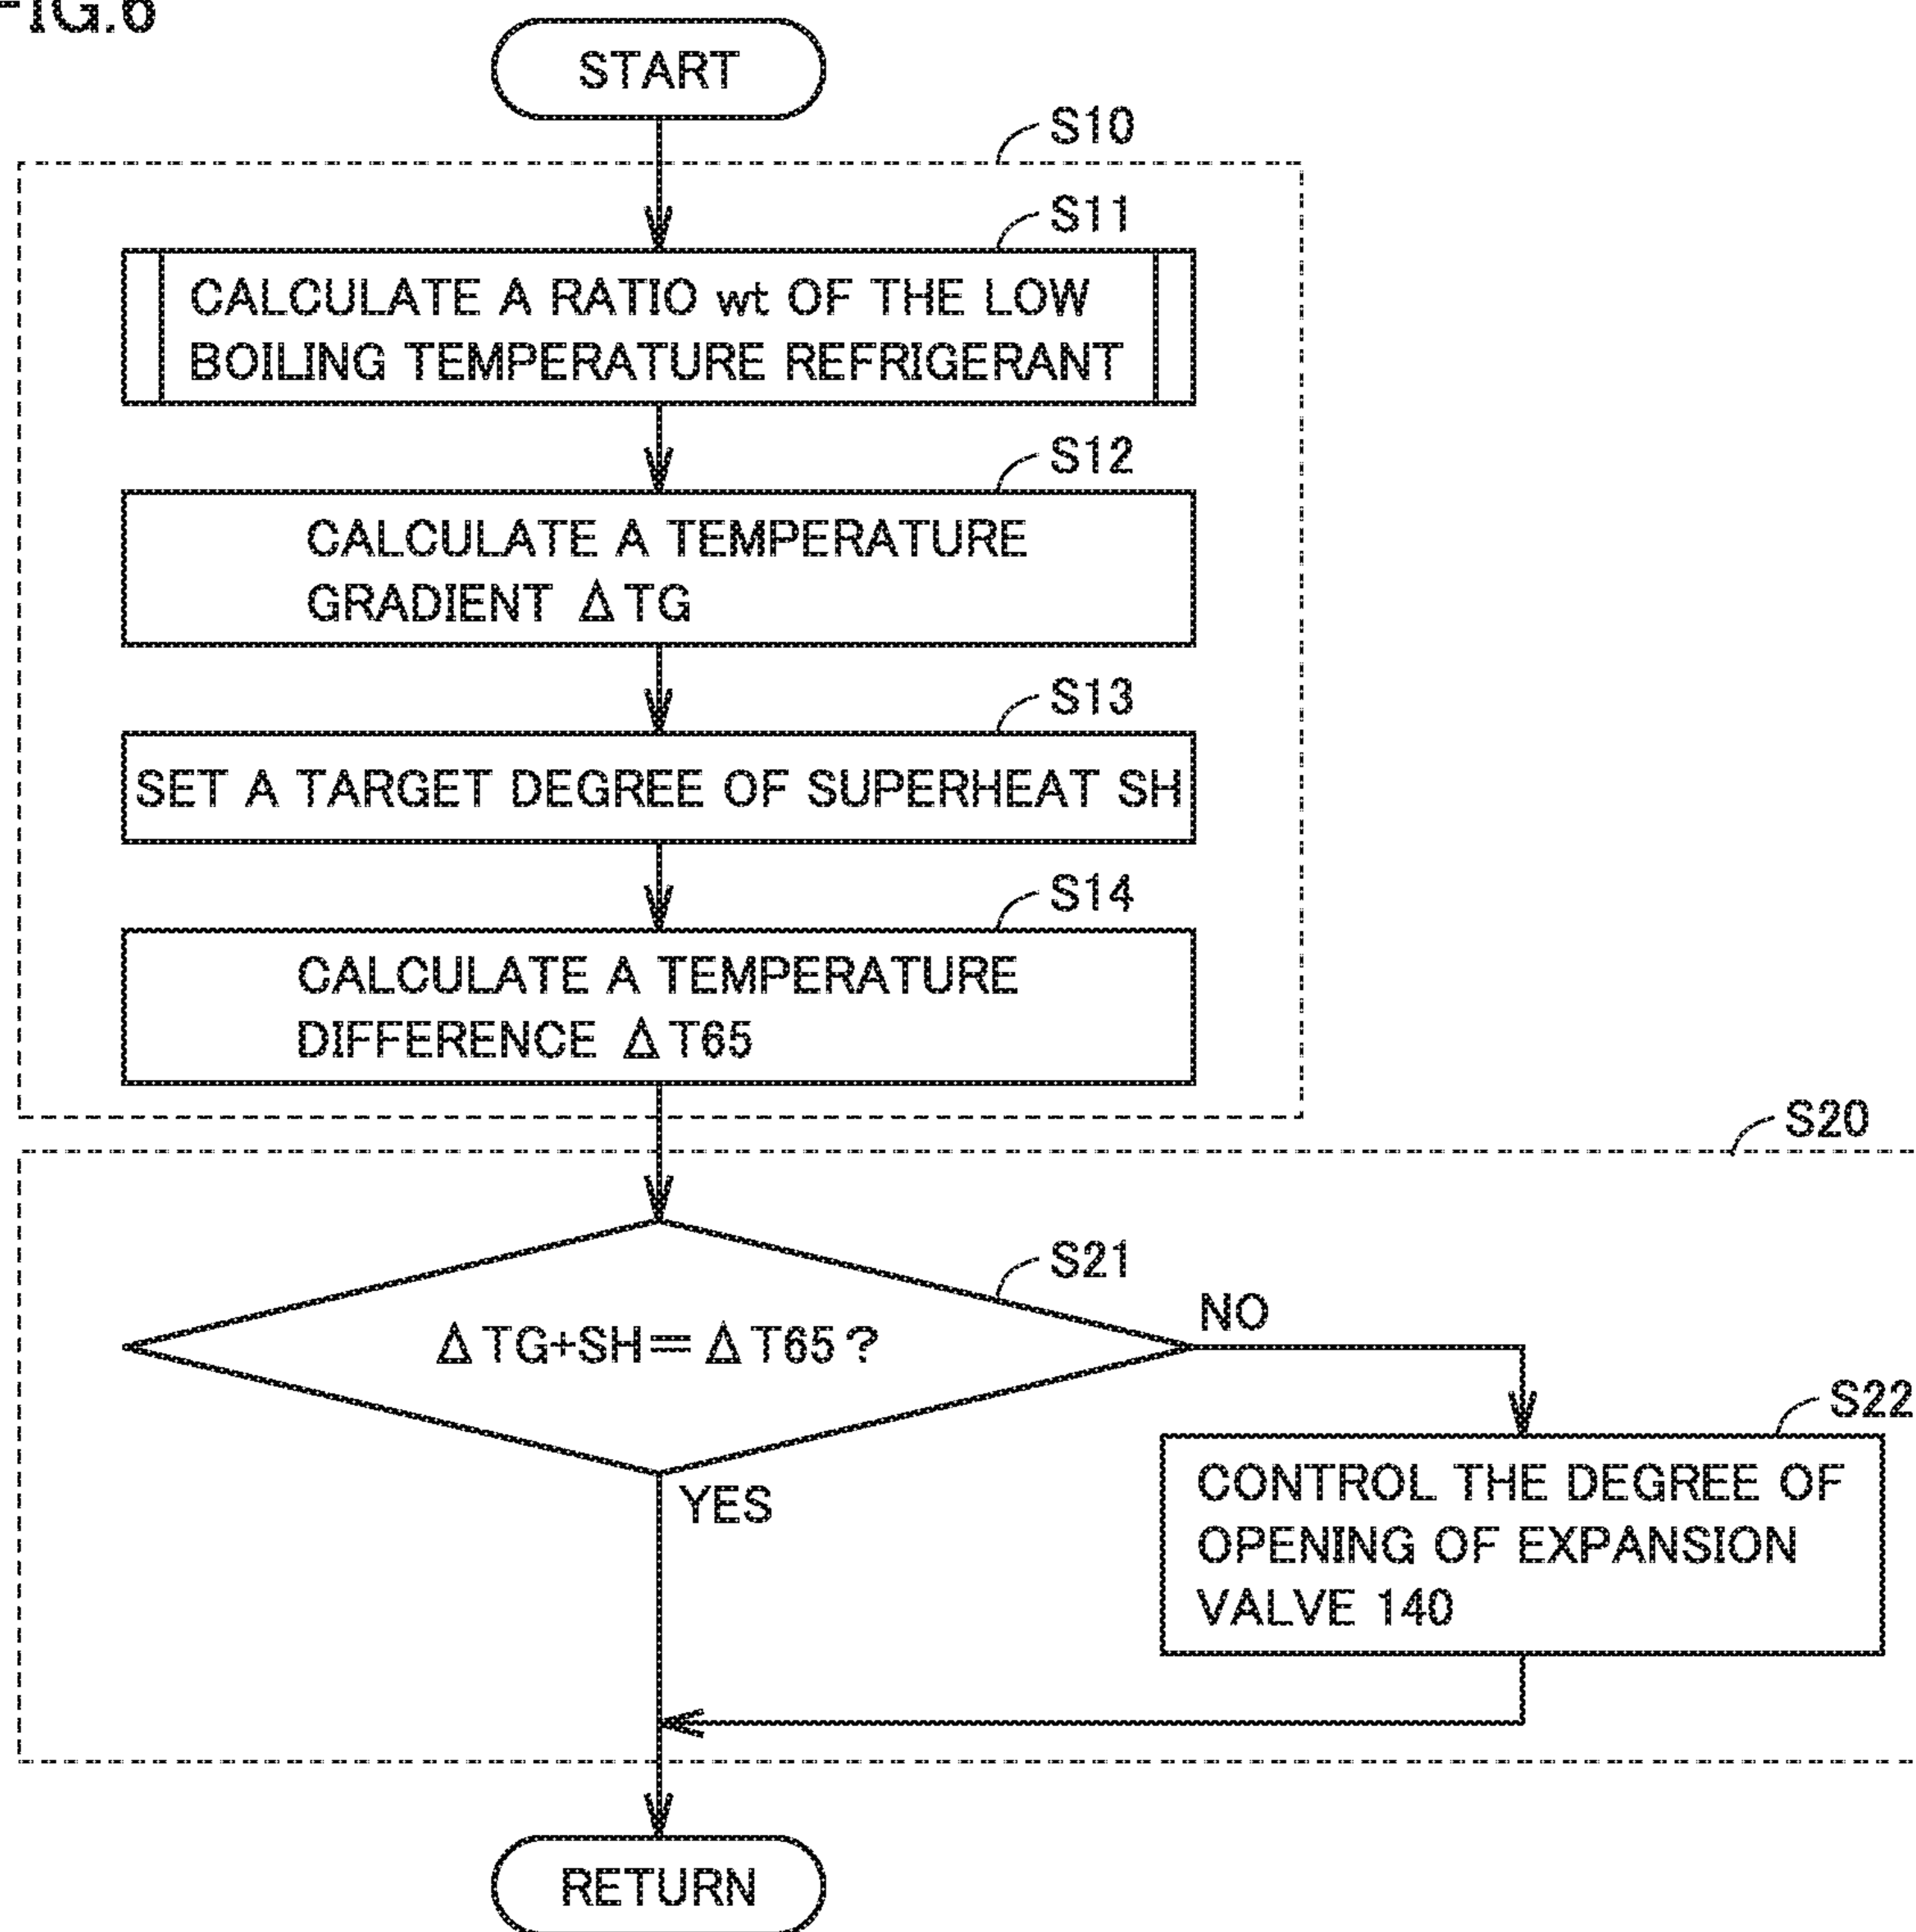 FIG.6
START
S10
S11
CALCULATE A RATIO wt OF THE LOW
BOILING TEMPERATURE REFRIGERANT
S12
CALCULATE A TEMPERATURE
GRADIENT ΔTG
S13
SET A TARGET DEGREE OF SUPERHEAT SH
S14
CALCULATE A TEMPERATURE
DIFFERENCE ΔT65
S20
S21
ΔTG+SH=ΔT65?
NO
S22
CONTROL THE DEGREE OF
OPENING OF EXPANSION
VALVE 140
YES
RETURN